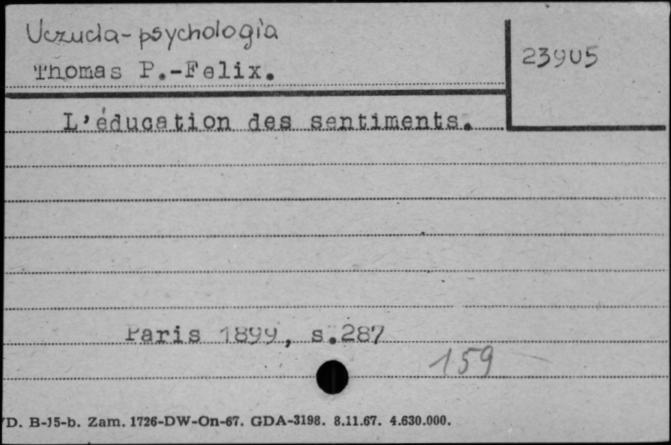 Uczucia-psychologia
Thomas P.-Felix.
23905
L'éducation des sentiments.
Paris 1899, s.287
159
D. B-15-b. Zam. 1726-DW-On-67. GDA-3198. 8.11.67. 4.630.000.